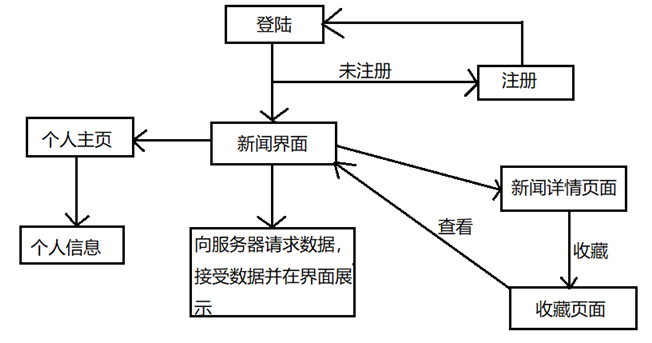 登陆
未注册
注册
个人主页
新闻界面
新闻详情页面
个人信息
向服务器请求数据，
接受数据并在界面展
示
查看
收藏
收藏页面